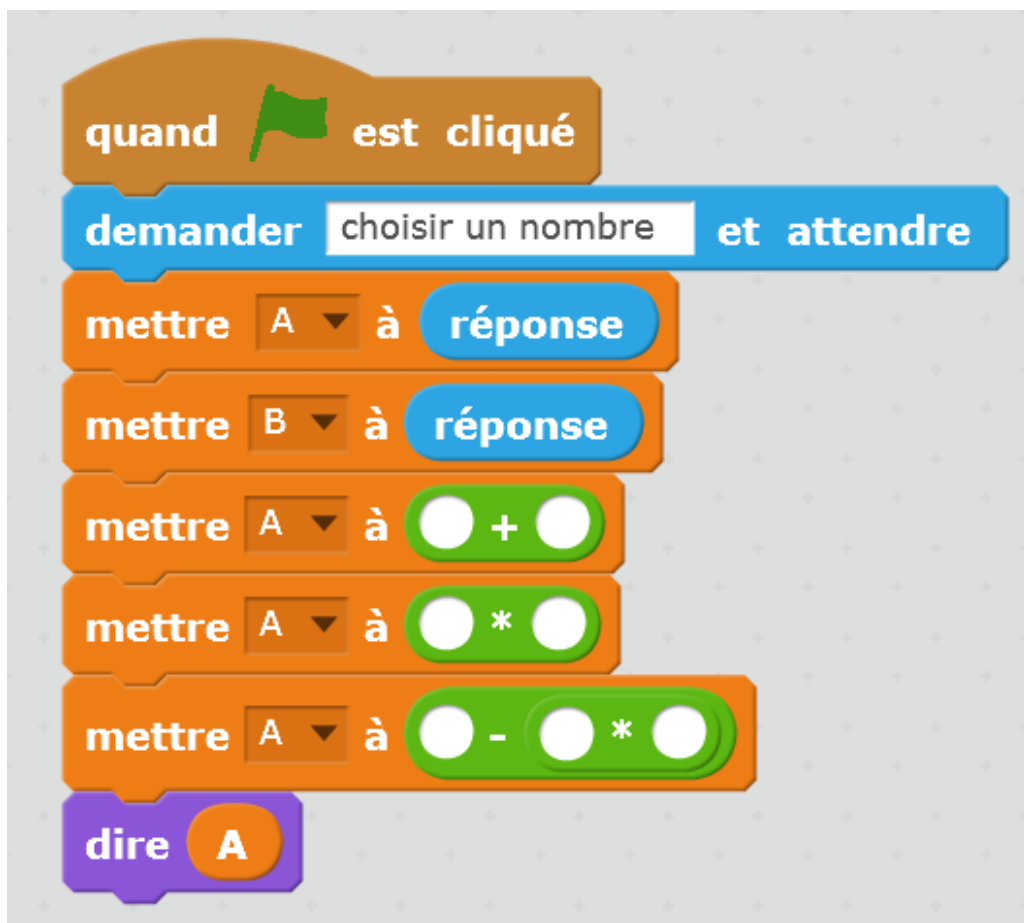 quand est cliqué
demander choisir un nombre et attendre
mettre A à réponse
mettre B à réponse
mettre A à +
mettre A à *
mettre A à - *
dire A